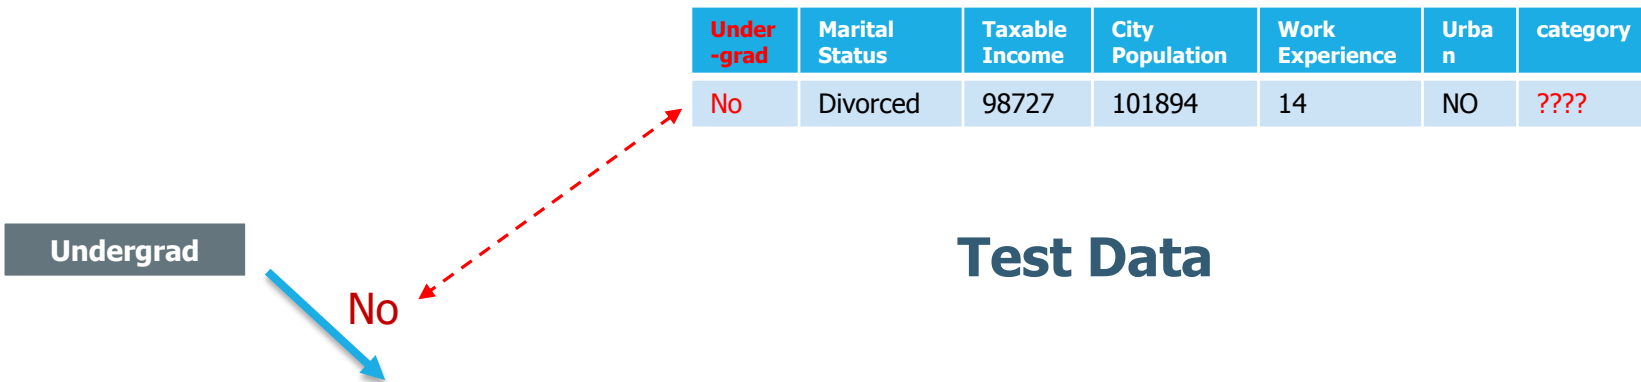 Under Marital Taxable City Work Urba category
-grad Status Income Population Experience n
No Divorced 98727 101894 14 NO ????
Undergrad
Test Data
No